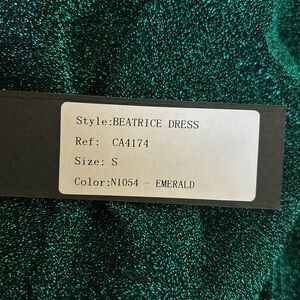 Style:BEATRICE DRESS
Ref: CA4174
Size: S
Color:N1054 - EMERALD